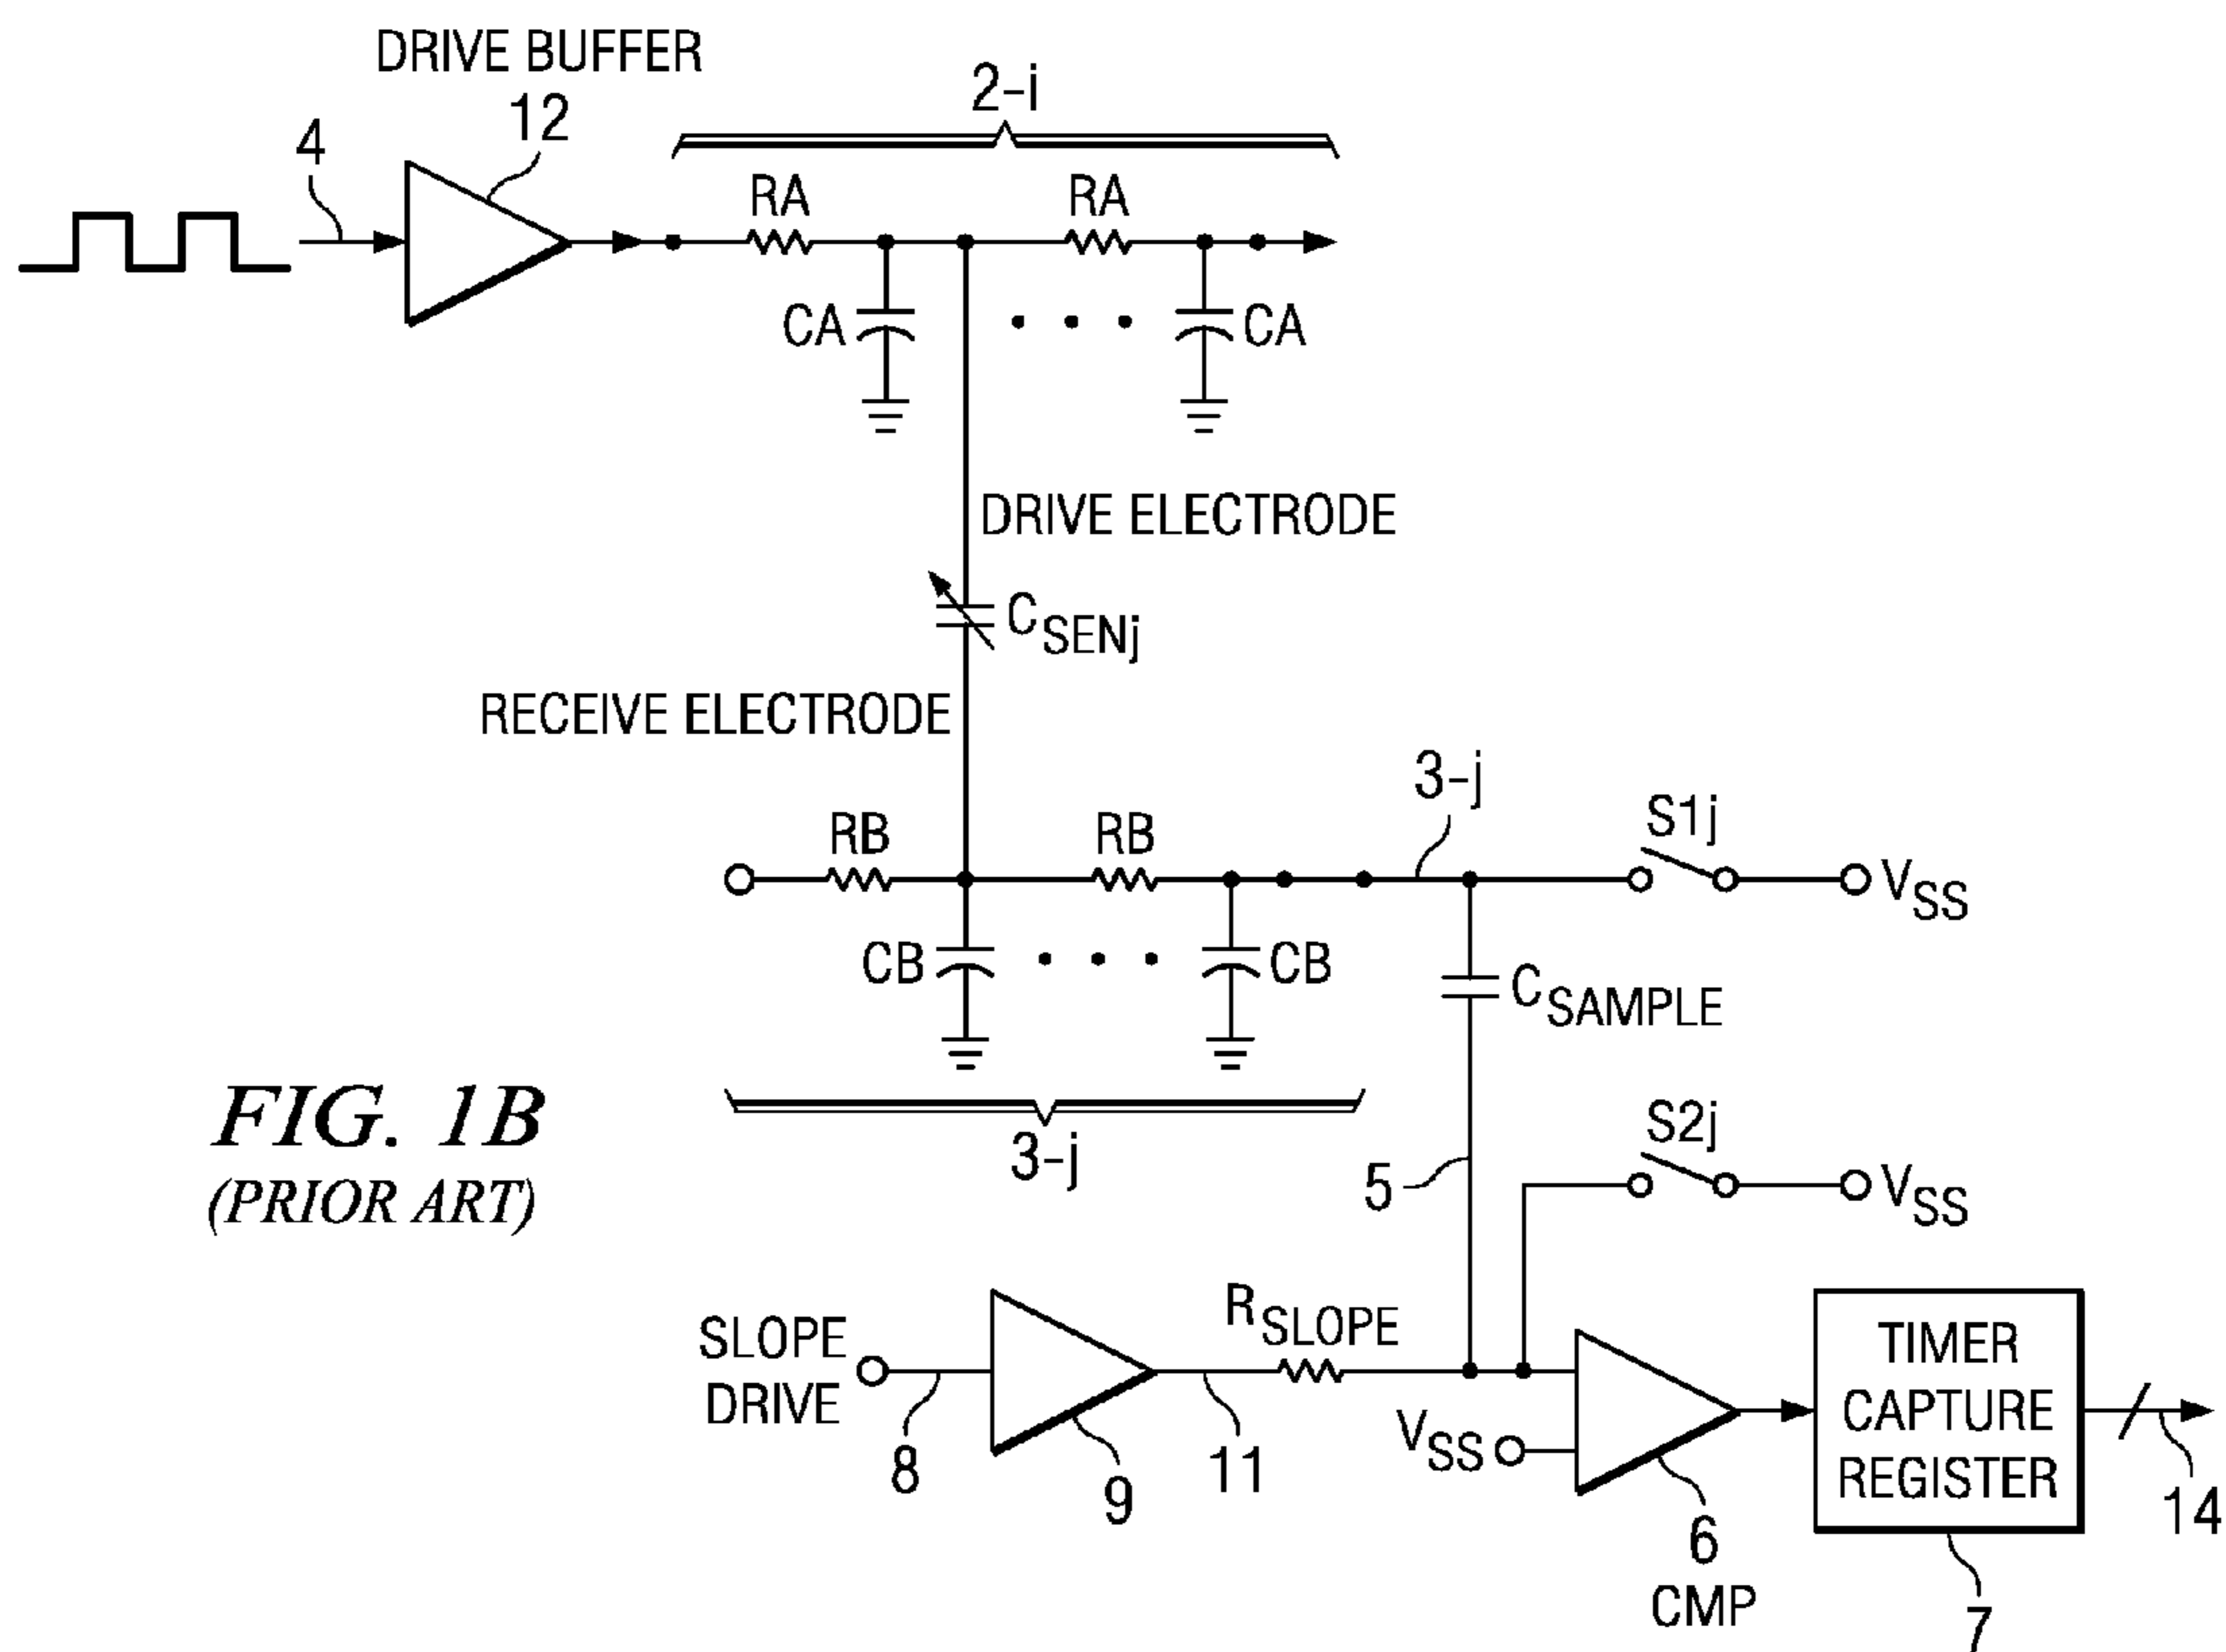 DRIVE BUFFER
12
2-i
4
RA
RA
CA
CA
DRIVE ELECTRODE
CSENj
RECEIVE ELECTRODE
3-j
S1j
RB
RB
VSS
CB
CB
CSAMPLE
FIG. 1B
(PRIOR ART)
3-j
5
S2j
VSS
SLOPE
DRIVE
RSLOPE
8
9
11
VSS
6
CMP
TIMER
CAPTURE
REGISTER
14
7